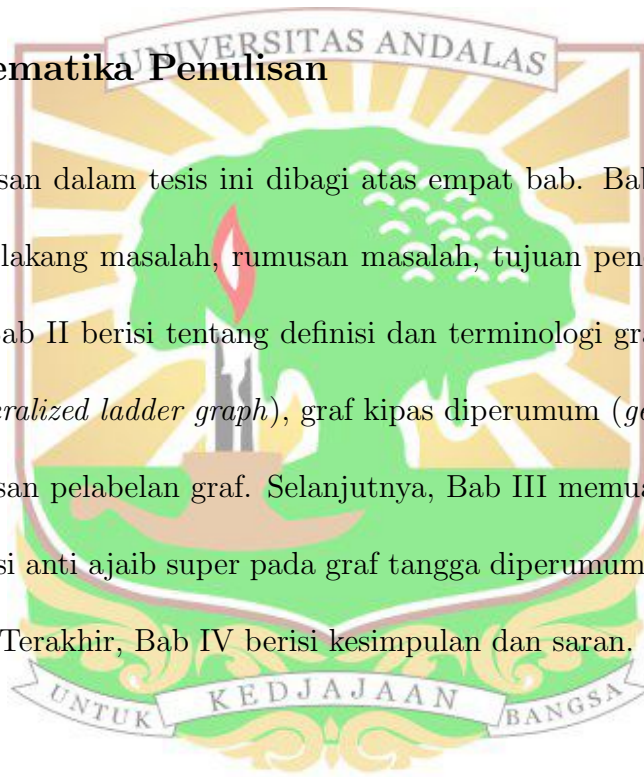 UNIVERSITAS ANDALAS
ematika Penulisan
san dalam tesis ini dibagi atas empat bab. Bab
lakang masalah, rumusan masalah, tujuan pen
ab II berisi tentang definisi dan terminologi gra
eralized ladder graph), graf kipas diperumum (ge
san pelabelan graf. Selanjutnya, Bab III memua
si anti ajaib super pada graf tangga diperumum
Terakhir, Bab IV berisi kesimpulan dan saran.
UNTUK KEDJAJAAN BANGSA